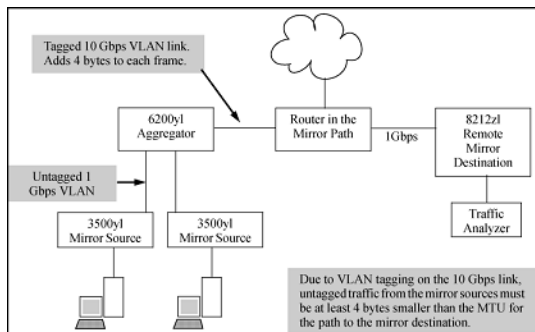 Tagged 10 Gbps VLAN link.
Adds 4 bytes to each frame.
6200yl
Aggregator
Router in the
Mirror Path
1Gbps
8212zl
Remote
Mirror
Destination
Untagged 1
Gbps VLAN
3500yl
Mirror Source
3500yl
Mirror Source
Traffic
Analyzer
Due to VLAN tagging on the 10 Gbps link,
untagged traffic from the mirror sources must
be at least 4 bytes smaller than the MTU for
the path to the mirror destination.